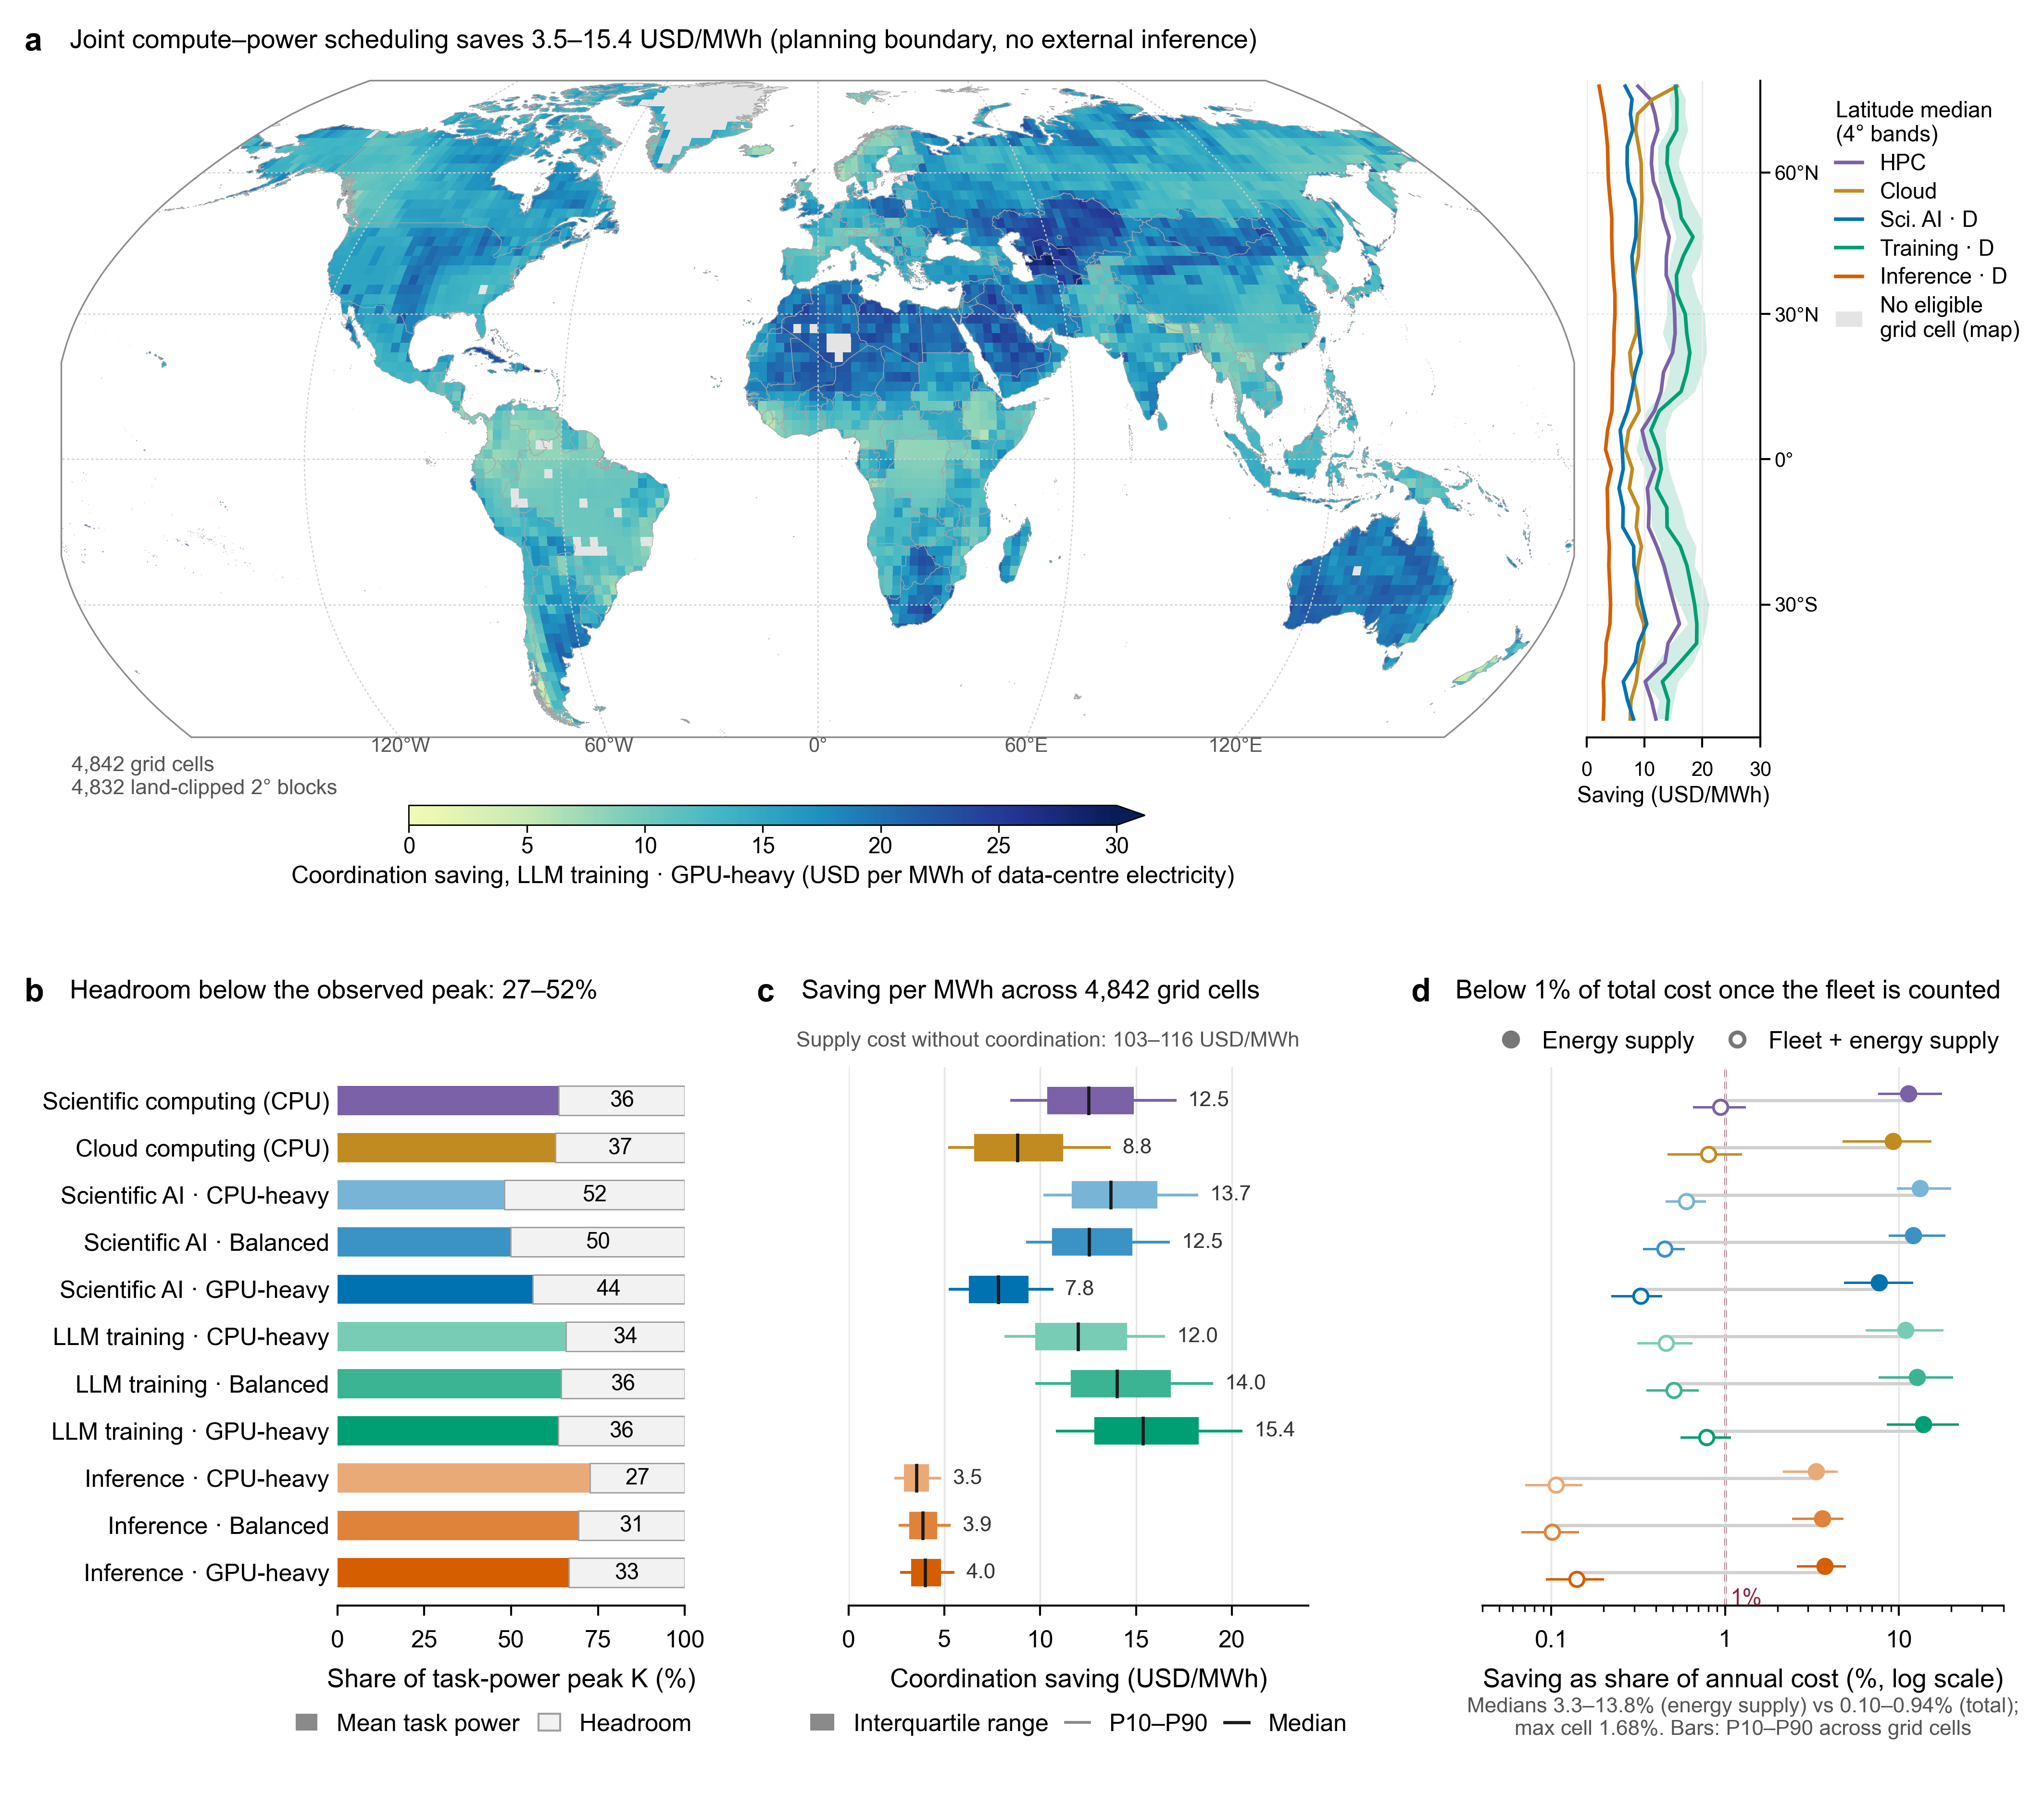 a Joint compute–power scheduling saves 3.5–15.4 USD/MWh (planning boundary, no external inference)
Latitude median
(4° bands)
HPC
Cloud
Sci. AI · D
Training · D
Inference · D
No eligible
grid cell (map)
60°N
30°N
0°
30°S
120°W 60°W 0° 60°E 120°E
0 10 20 30
Saving (USD/MWh)
4,842 grid cells
4,832 land-clipped 2° blocks
0 5 10 15 20 25 30
Coordination saving, LLM training · GPU-heavy (USD per MWh of data-centre electricity)
b Headroom below the observed peak: 27–52%
Scientific computing (CPU) 36
Cloud computing (CPU) 37
Scientific AI · CPU-heavy 52
Scientific AI · Balanced 50
Scientific AI · GPU-heavy 44
LLM training · CPU-heavy 34
LLM training · Balanced 36
LLM training · GPU-heavy 36
Inference · CPU-heavy 27
Inference · Balanced 31
Inference · GPU-heavy 33
0 25 50 75 100
Share of task-power peak K (%)
Mean task power Headroom
c Saving per MWh across 4,842 grid cells
Supply cost without coordination: 103–116 USD/MWh
12.5
8.8
13.7
12.5
7.8
12.0
14.0
15.4
3.5
3.9
4.0
0 5 10 15 20
Coordination saving (USD/MWh)
Interquartile range P10–P90 Median
d Below 1% of total cost once the fleet is counted
Energy supply Fleet + energy supply
1%
0.1 1 10
Saving as share of annual cost (%, log scale)
Medians 3.3–13.8% (energy supply) vs 0.10–0.94% (total);
max cell 1.68%. Bars: P10–P90 across grid cells